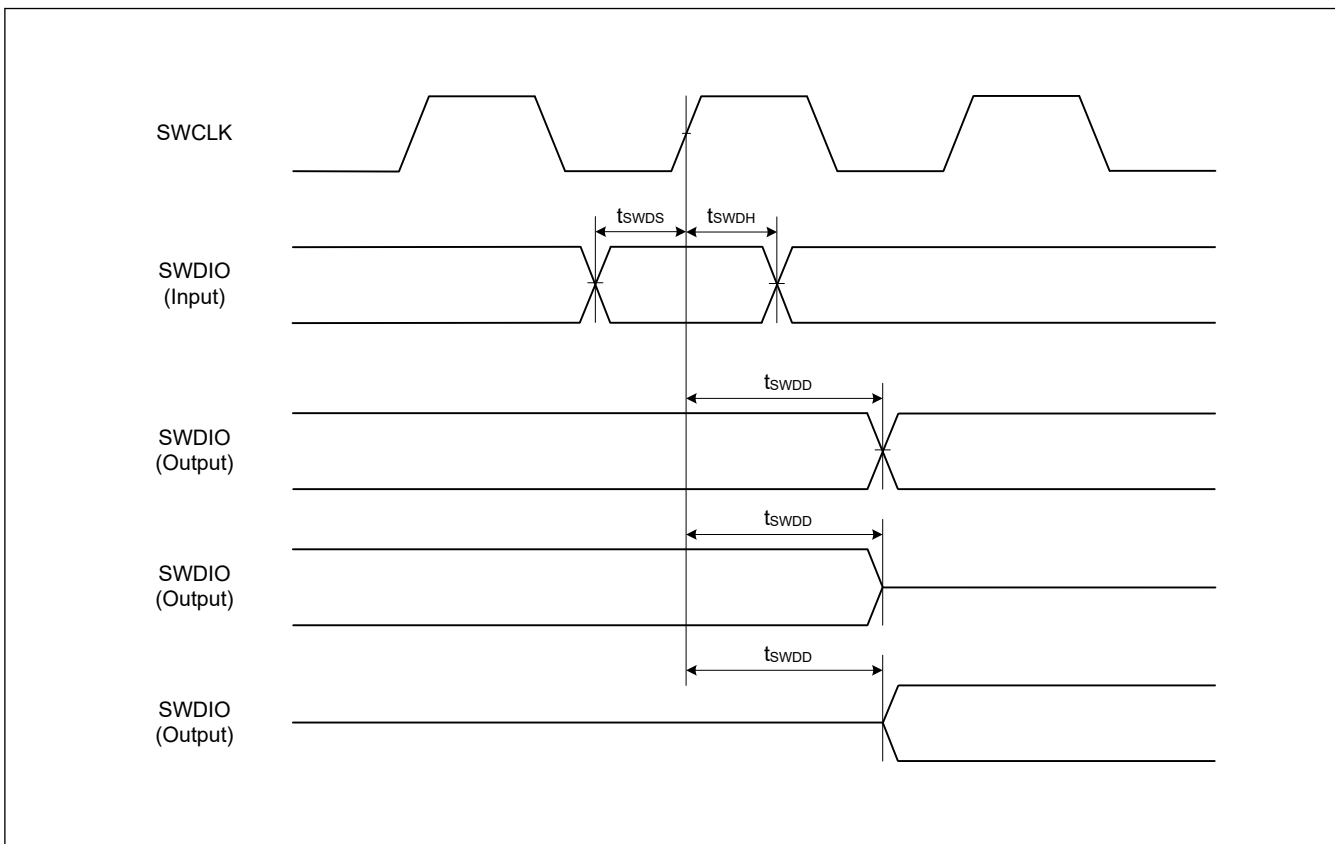 SWCLK
tSWDS
tSWDH
SWDIO
(Input)
tSWDD
SWDIO
(Output)
tSWDD
SWDIO
(Output)
tSWDD
SWDIO
(Output)